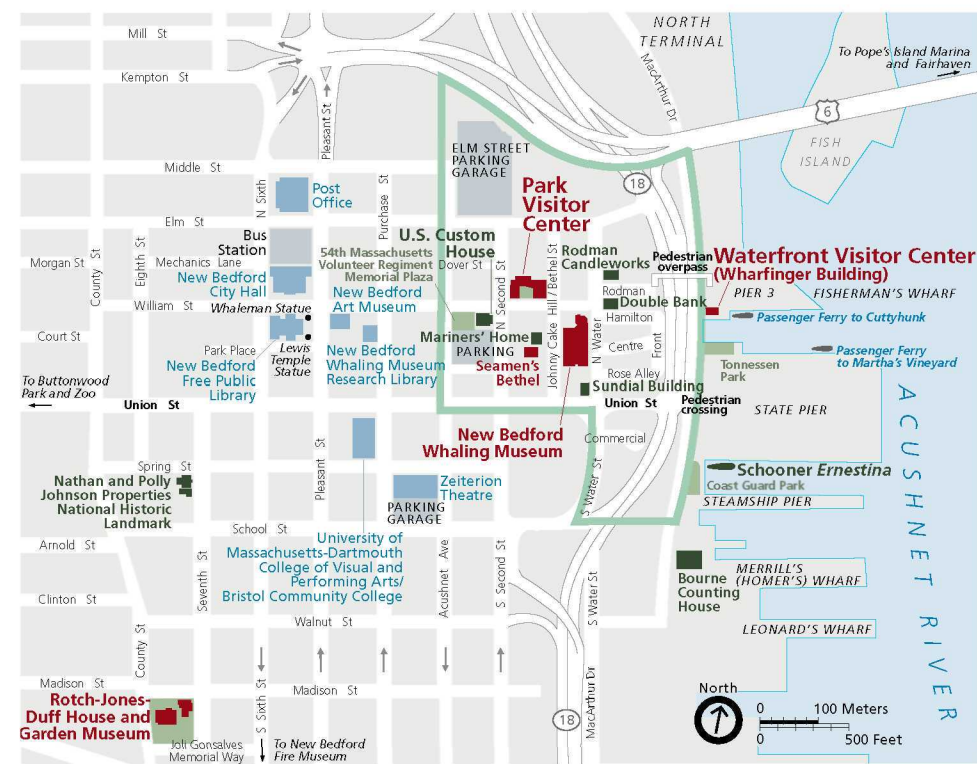 Mill St
Kempton St
NORTH
TERMINAL
MacArthur Dr
To Pope's Island Marina
and Fairhaven
6
FISH
ISLAND
Pleasant St
ELM STREET
PARKING
GARAGE
18
Middle St
N Sixth
Post
Office
Purchase St
Park
Visitor
Center
Elm St
Bus
Station
U.S. Custom
House
54th Massachusetts
Volunteer Regiment
Memorial Plaza
Dover St
Rodman
Candleworks
Pedestrian
overpass
Waterfront Visitor Center
(Wharfinger Building)
County St
Eighth St
Morgan St
Mechanics Lane
New Bedford
City Hall
New Bedford
Art Museum
N Second St
Johnny Cake Hill / Bethel St
Rodman
Double Bank
PIER 3
FISHERMAN'S WHARF
William St
Whaleman Statue
Hamilton
Passenger Ferry to Cuttyhunk
Court St
Mariners' Home
PARKING
N Water
Centre
Front
Park Place
Lewis
Temple
Statue
New Bedford
Whaling Museum
Research Library
Seamen's
Bethel
Rose Alley
Passenger Ferry
to Martha's Vineyard
Tonnessen
Park
New Bedford
Free Public
Library
To Buttonwood
Park and Zoo
Sundial Building
Union St
Union St
Pedestrian
crossing
STATE PIER
ACUSHNET RIVER
New Bedford
Whaling Museum
Commercial
Pleasant St
S Water St
Spring St
Nathan and Polly
Johnson Properties
National Historic
Landmark
Zeiterion
Theatre
PARKING
GARAGE
Schooner Ernestina
Coast Guard Park
STEAMSHIP PIER
School St
Arnold St
University of
Massachusetts-Dartmouth
College of Visual and
Performing Arts/
Bristol Community College
Seventh St
Acushnet Ave
S Second St
S Water St
Bourne
Counting
House
MERRILL'S
(HOMER'S) WHARF
Clinton St
Walnut St
LEONARD'S WHARF
County St
Madison St
Madison St
S Sixth St
MacArthur Dr
18
Rotch-Jones-
Duff House and
Garden Museum
Joli Gonsalves
Memorial Way
To New Bedford
Fire Museum
North
0 100 Meters
0 500 Feet